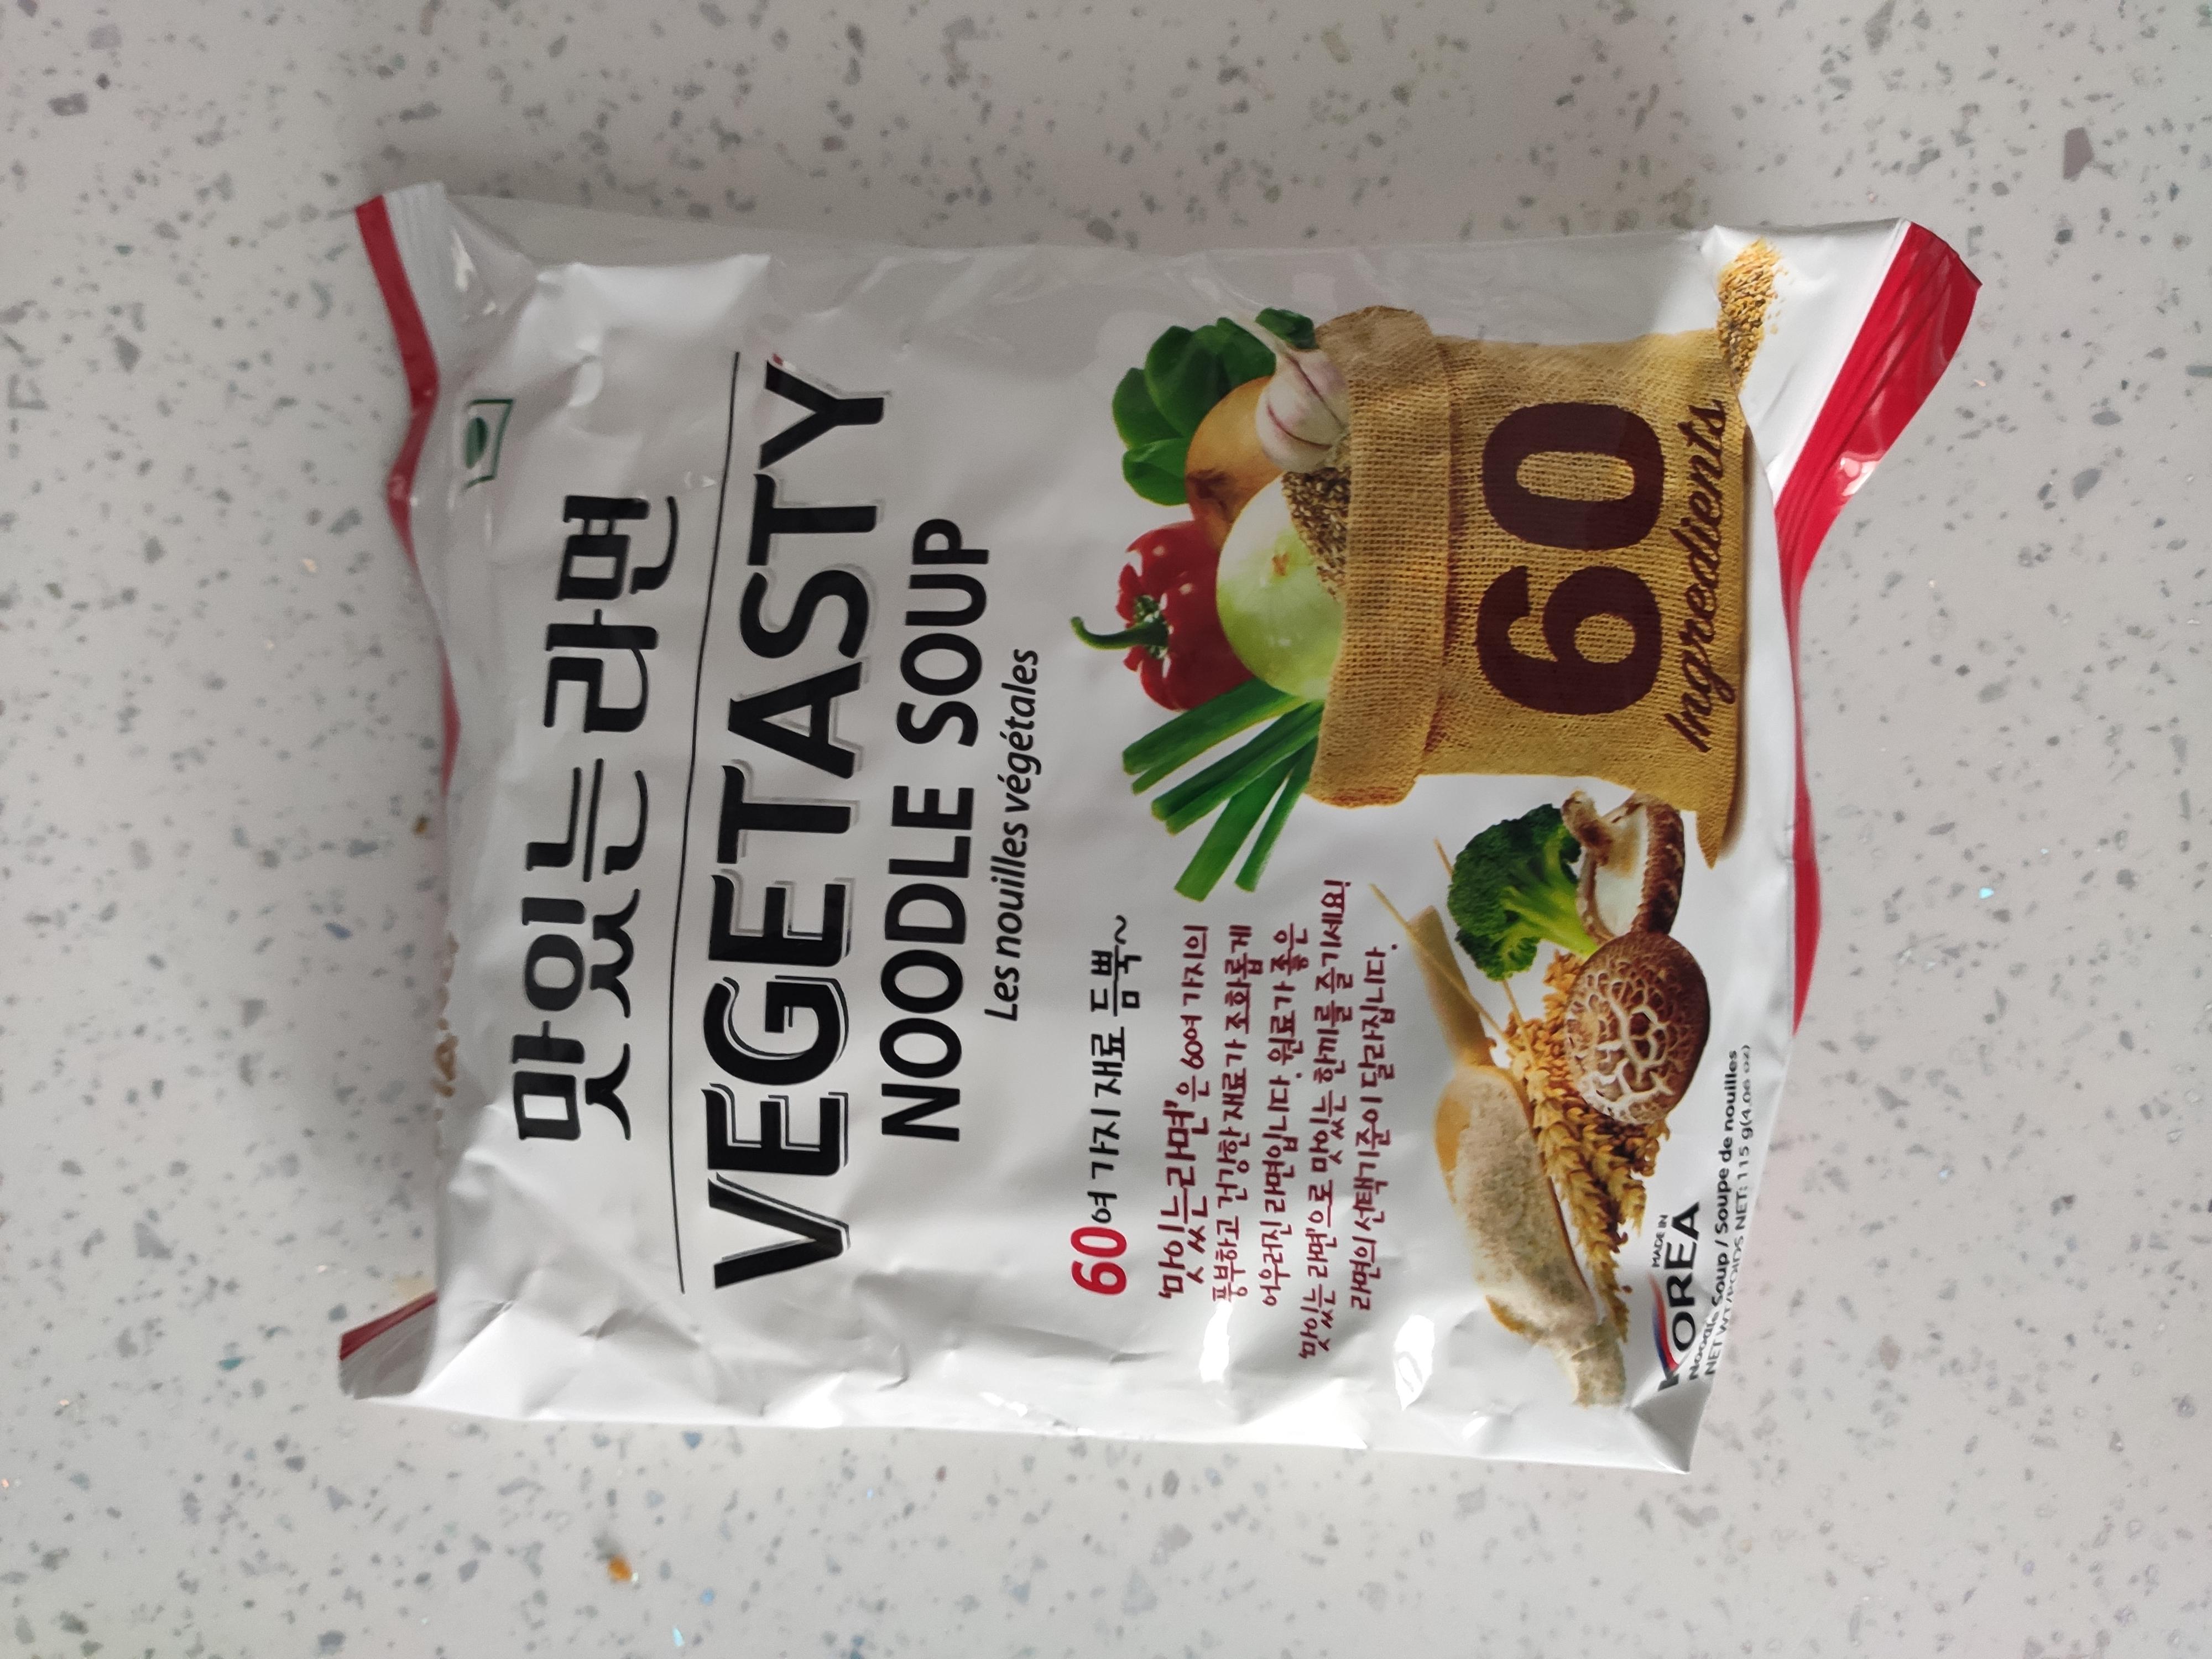 맛있는라면
VEGETASTY
NOODLE SOUP
Les nouilles végétales
60여 가지 재료 듬뿍~
'맛있는라면'은 60여 가지의
풍부하고 건강한 재료가 조화롭게
어우러진 라면입니다. 원료가 좋은
'맛있는 라면'으로 맛있는 한끼를 즐기세요!
라면의 선택기준이 달라집니다.
60
Ingredients
MADE IN
KOREA
Noodle Soup / Soupe de nouilles
NET WT/POIDS NET: 115 g(4.06 oz)